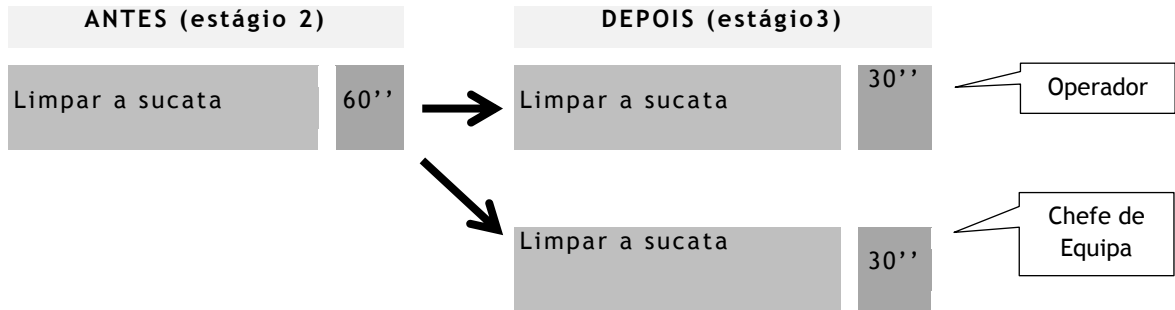 ANTES (estágio 2)
DEPOIS (estágio3)
Limpar a sucata
60’’
Limpar a sucata
30’’
Operador
Limpar a sucata
30’’
Chefe de
Equipa